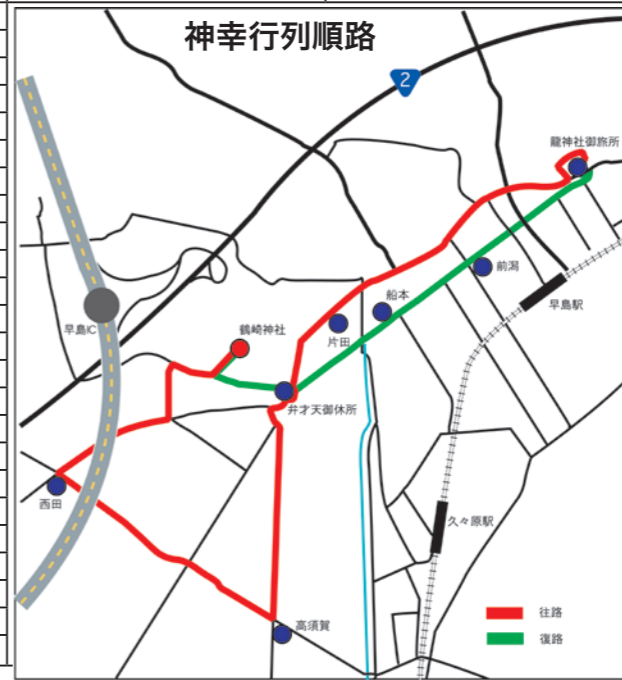 神幸行列順路
2
龍神社御旅所
前潟
早島駅
船本
片田
早島IC
鶴崎神社
井才天御休所
西田
久々原駅
高須賀
往路
復路